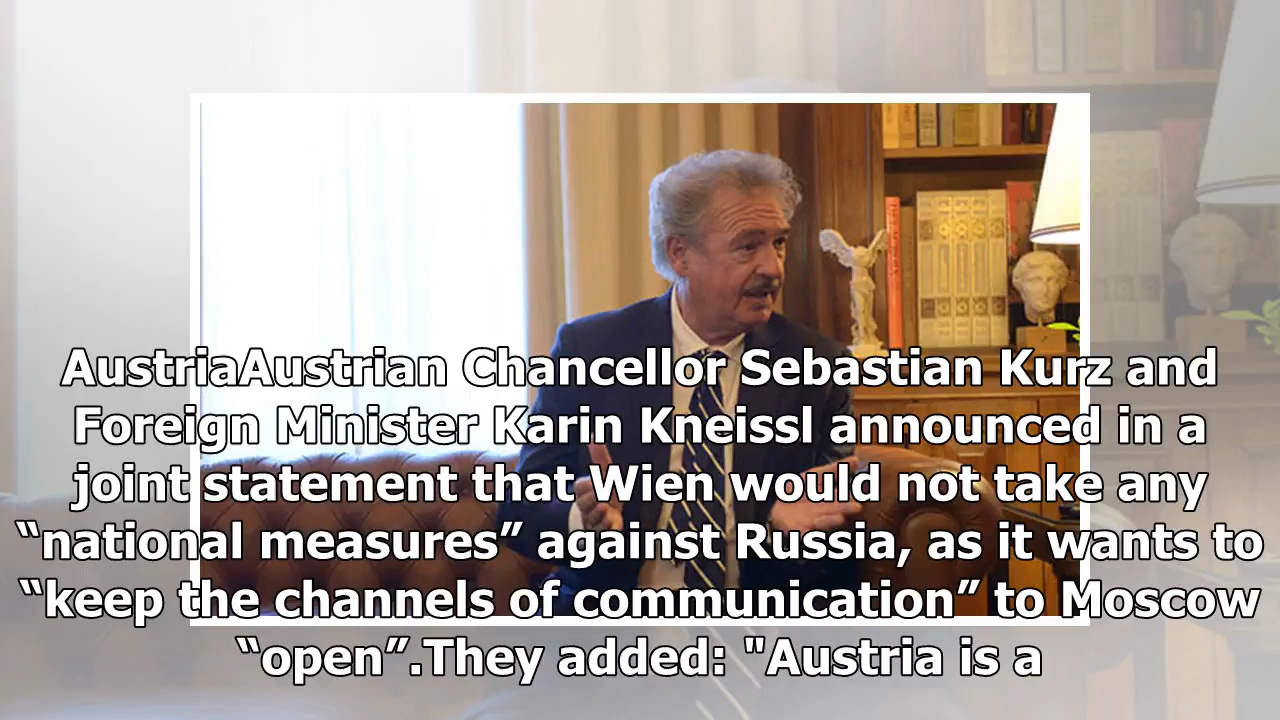 AustriaAustrian Chancellor Sebastian Kurz and
Foreign Minister Karin Kneissl announced in a
joint statement that Wien would not take any
“national measures” against Russia, as it wants to
“keep the channels of communication” to Moscow
“open”.They added: "Austria is a